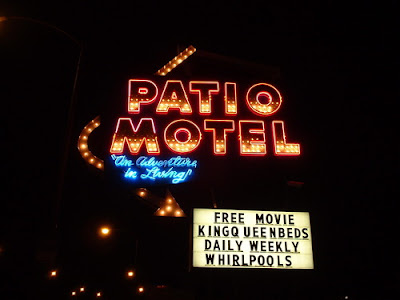 PATIO
MOTEL
"An Adventure
in Living"
FREE MOVIE
KINGQUEENBEDS
DAILY WEEKLY
WHIRLPOOLS